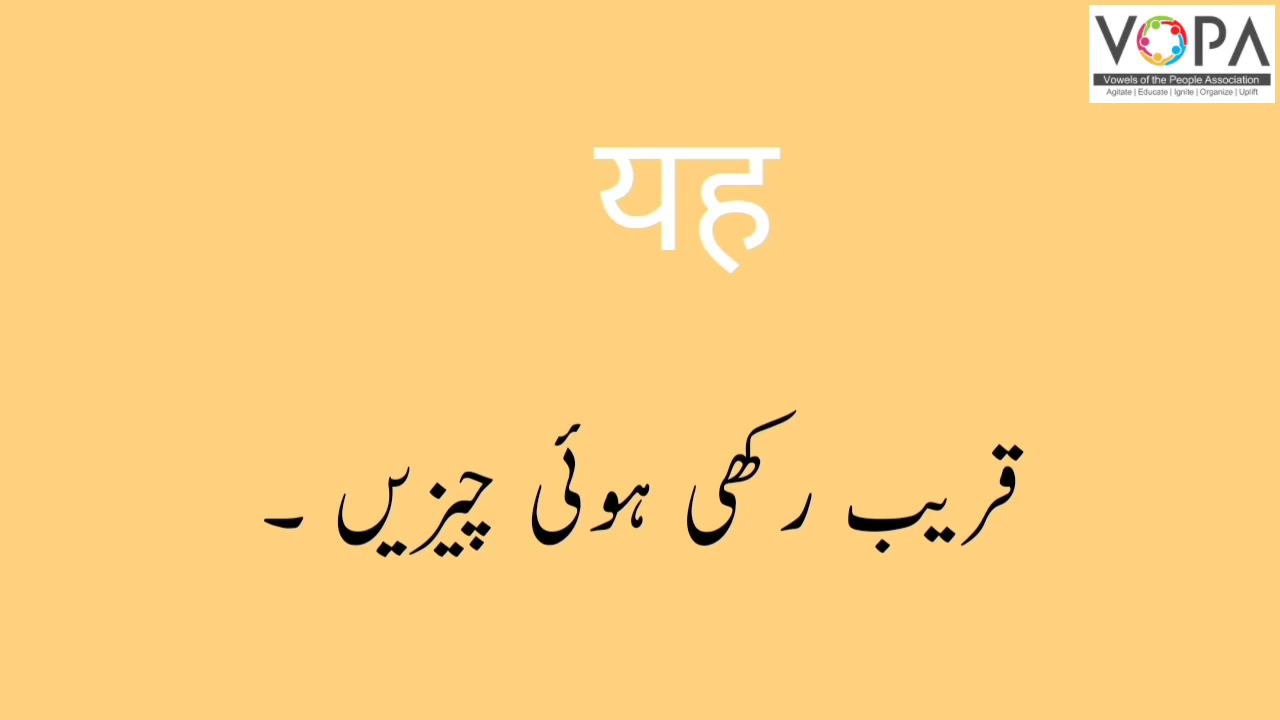 VOPA
Vowels of the People Association
Agitate | Educate | Ignite | Organize | Uplift
यह
قریب رکھی ہوئی چیزیں ۔